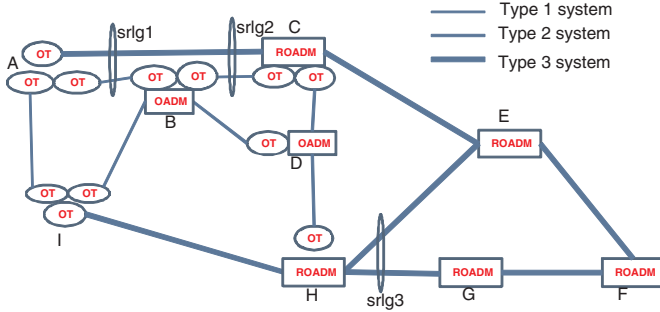 srlg1
srlg2
C
Type 1 system
Type 2 system
Type 3 system
A
OT
ROADM
OT
OT
OT
OT
OT
OT
OADM
B
E
ROADM
OT
OADM
D
OT
OT
OT
I
OT
ROADM
H
srlg3
ROADM
G
ROADM
F